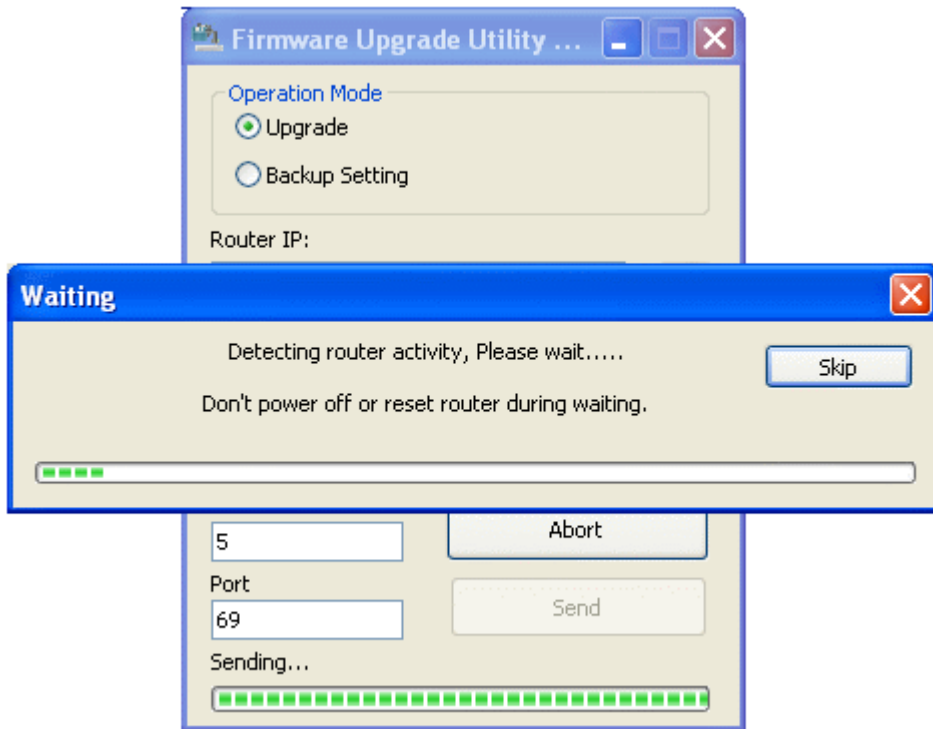 Firmware Upgrade Utility ...
Operation Mode
Upgrade
Backup Setting
Router IP:
Waiting
Detecting router activity, Please wait.....
Skip
Don't power off or reset router during waiting.
5
Abort
Port
69
Send
Sending...